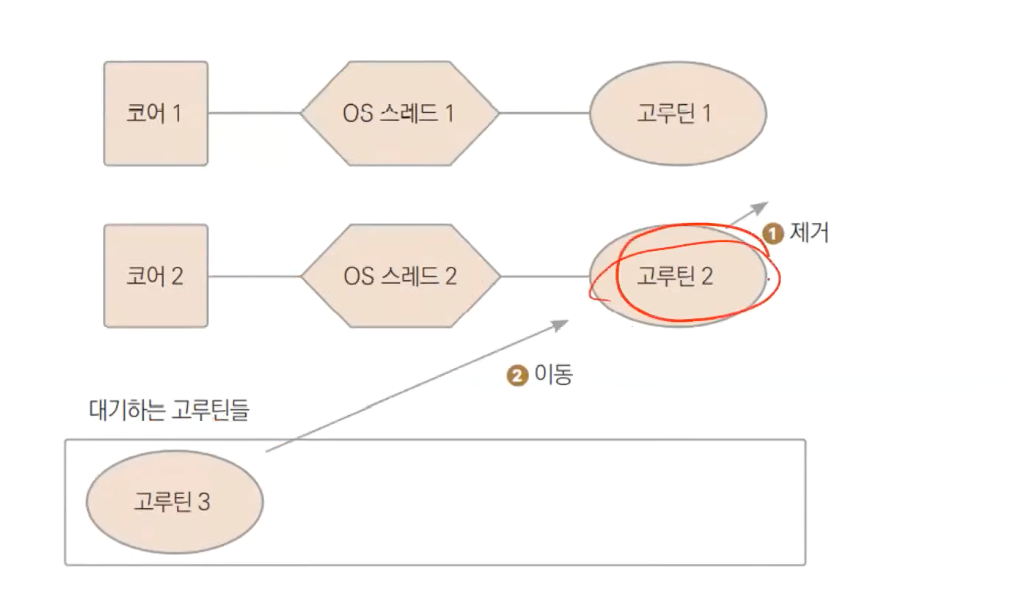 코어 1
OS 스레드 1
고루딘 1
1 제거
코어 2
OS 스레드 2
고루틴 2
2 이동
대기하는 고루틴들
고루틴 3